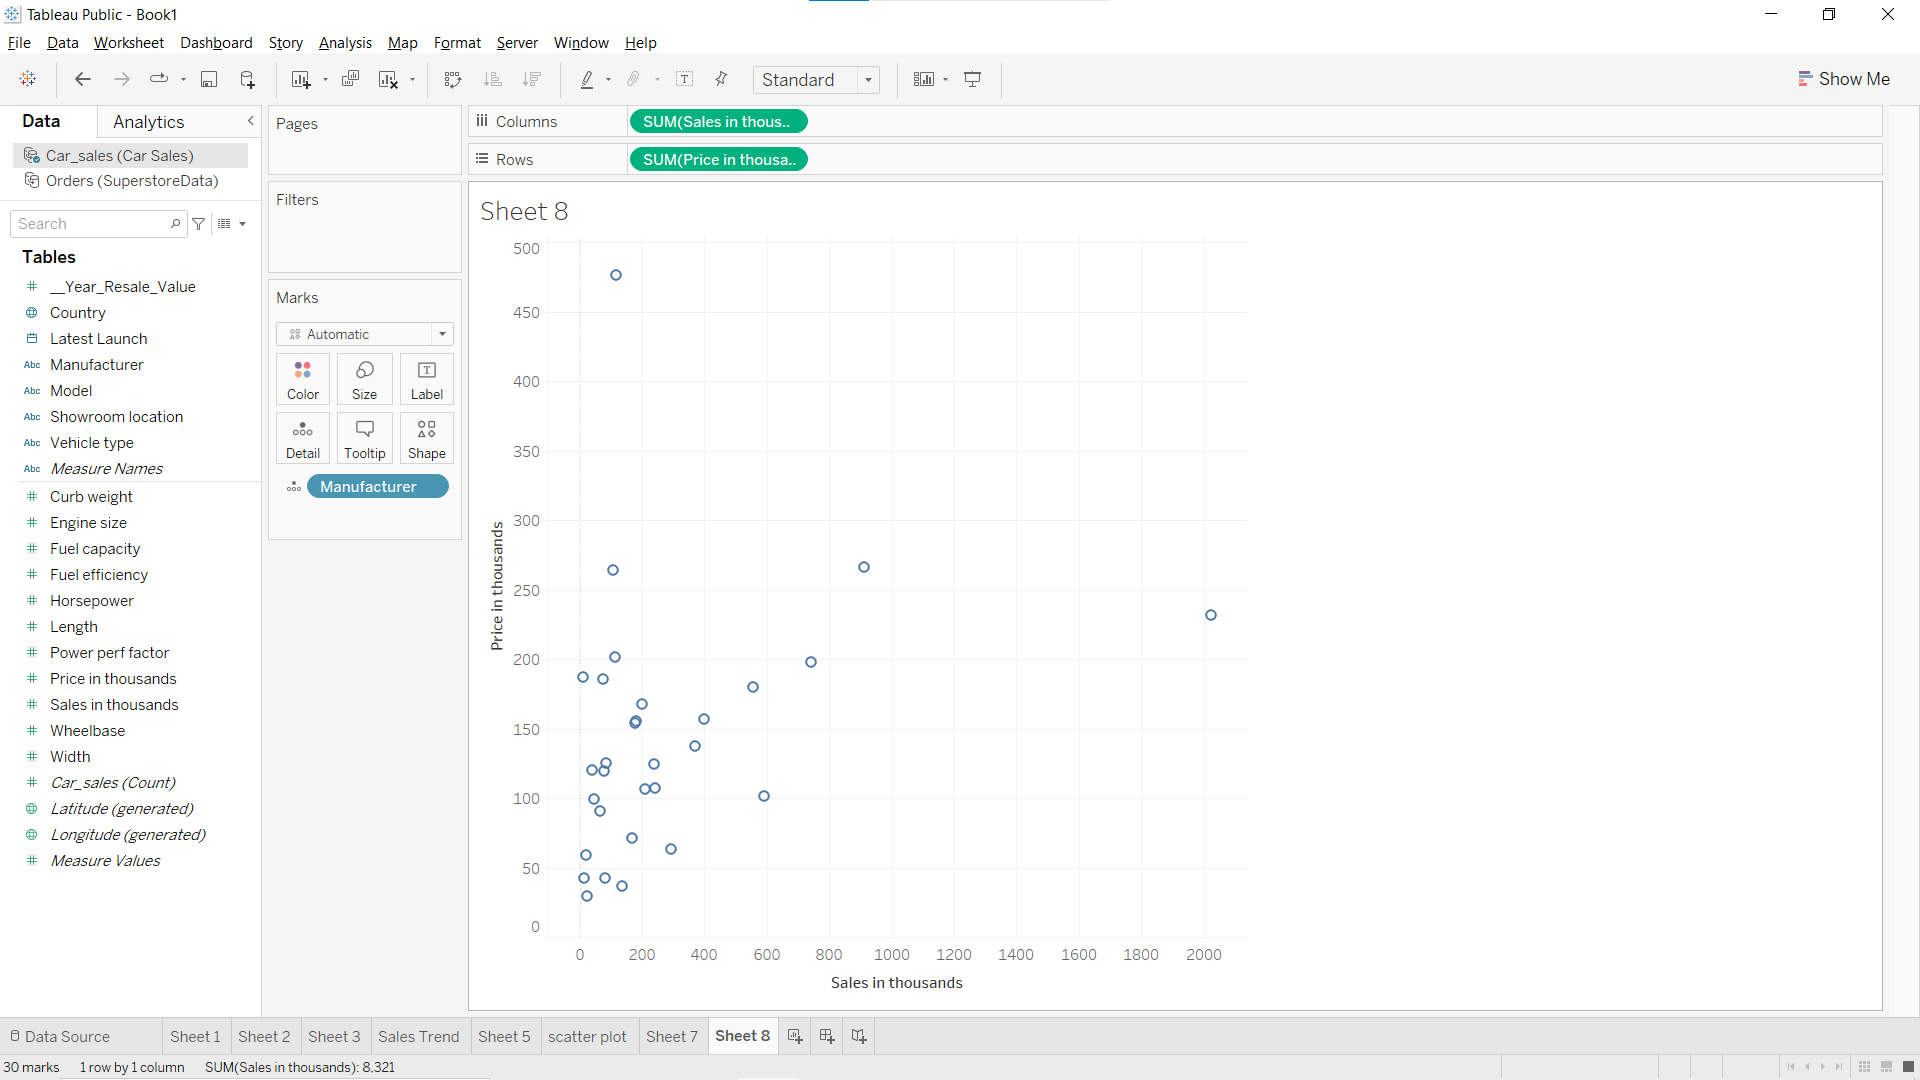 Tableau Public - Book1
File Data Worksheet Dashboard Story Analysis Map Format Server Window Help
Standard
Show Me
Data
Analytics
Car_sales (Car Sales)
Orders (SuperstoreData)
Search
Tables
__Year_Resale_Value
Country
Latest Launch
Abc Manufacturer
Abc Model
Abc Showroom location
Abc Vehicle type
Abc Measure Names
Curb weight
Engine size
Fuel capacity
Fuel efficiency
Horsepower
Length
Power perf factor
Price in thousands
Sales in thousands
Wheelbase
Width
Car_sales (Count)
Latitude (generated)
Longitude (generated)
Measure Values
Pages
Filters
Marks
Automatic
Color Size Label
Detail Tooltip Shape
Manufacturer
Columns SUM(Sales in thous..
Rows SUM(Price in thousa..
Sheet 8
500
450
400
350
300
250
200
150
100
50
0
Price in thousands
0 200 400 600 800 1000 1200 1400 1600 1800 2000
Sales in thousands
Data Source Sheet 1 Sheet 2 Sheet 3 Sales Trend Sheet 5 scatter plot Sheet 7 Sheet 8
30 marks 1 row by 1 column SUM(Sales in thousands): 8,321